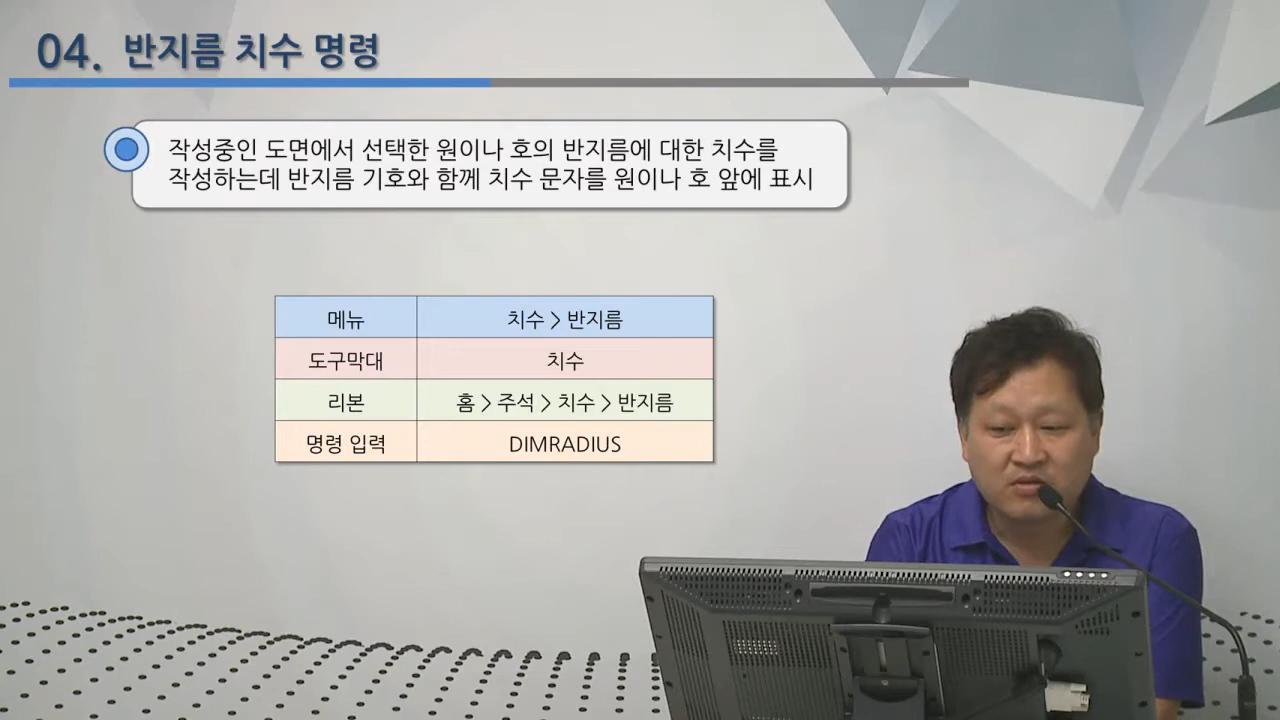 04. 반지름 치수 명령
작성중인 도면에서 선택한 원이나 호의 반지름에 대한 치수를
작성하는데 반지름 기호와 함께 치수 문자를 원이나 호 앞에 표시
메뉴 치수 > 반지름
도구막대 치수
리본 홈 > 주석 > 치수 > 반지름
명령 입력 DIMRADIUS